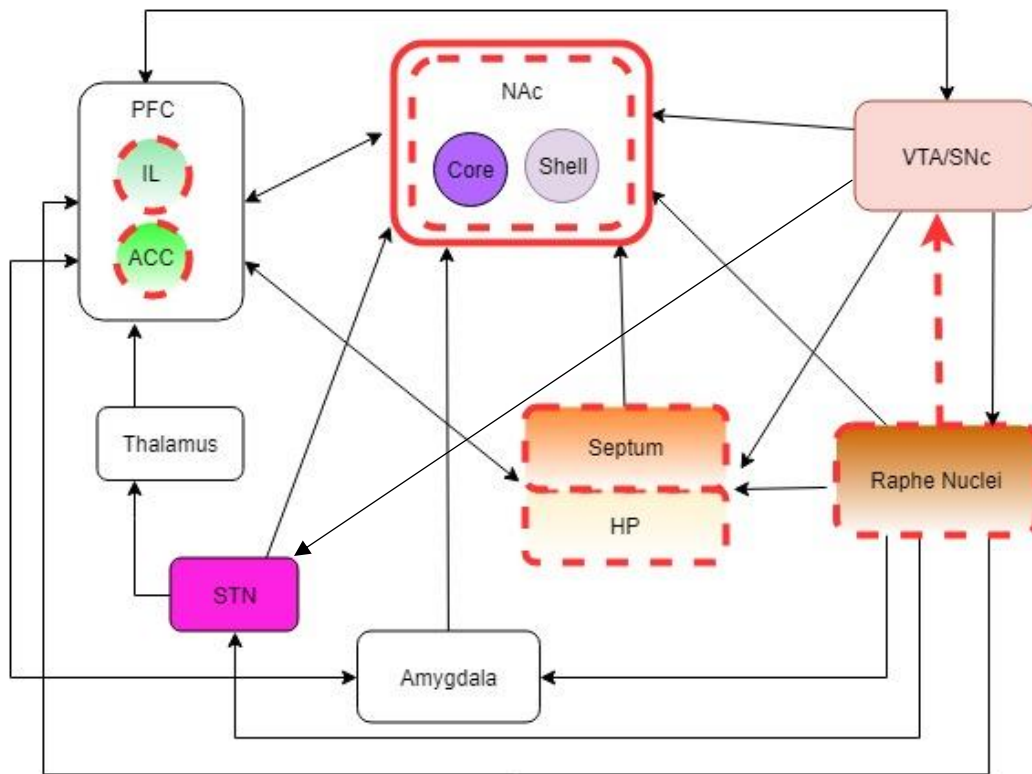 PFC
IL
ACC
NAc
Core
Shell
VTA/SNc
Thalamus
Septum
HP
Raphe Nuclei
STN
Amygdala